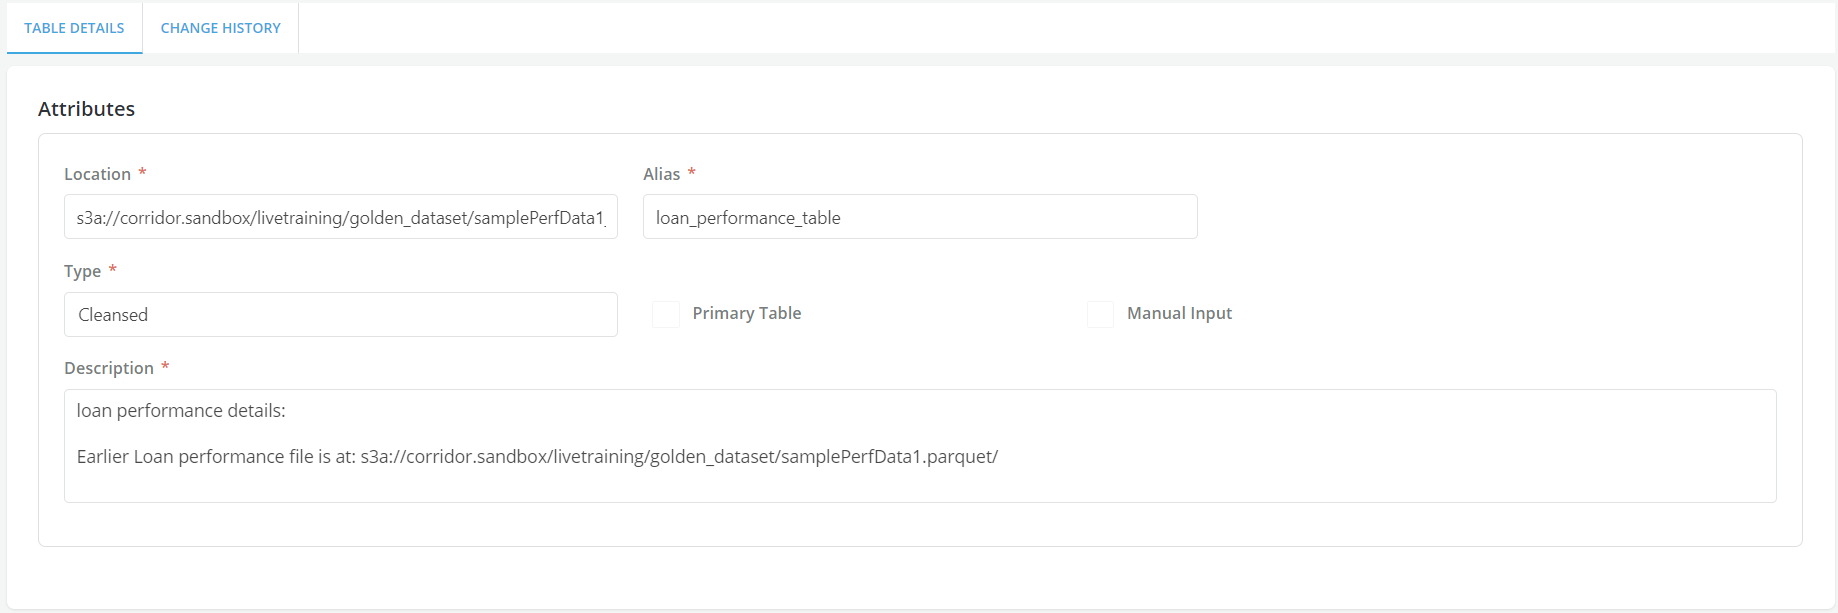 TABLE DETAILS
CHANGE HISTORY
Attributes
Location *
Alias *
s3a://corridor.sandbox/livetraining/golden_dataset/samplePerfData1_
loan_performance_table
Type *
Cleansed
Primary Table
Manual Input
Description *
loan performance details:
Earlier Loan performance file is at: s3a://corridor.sandbox/livetraining/golden_dataset/samplePerfData1.parquet/